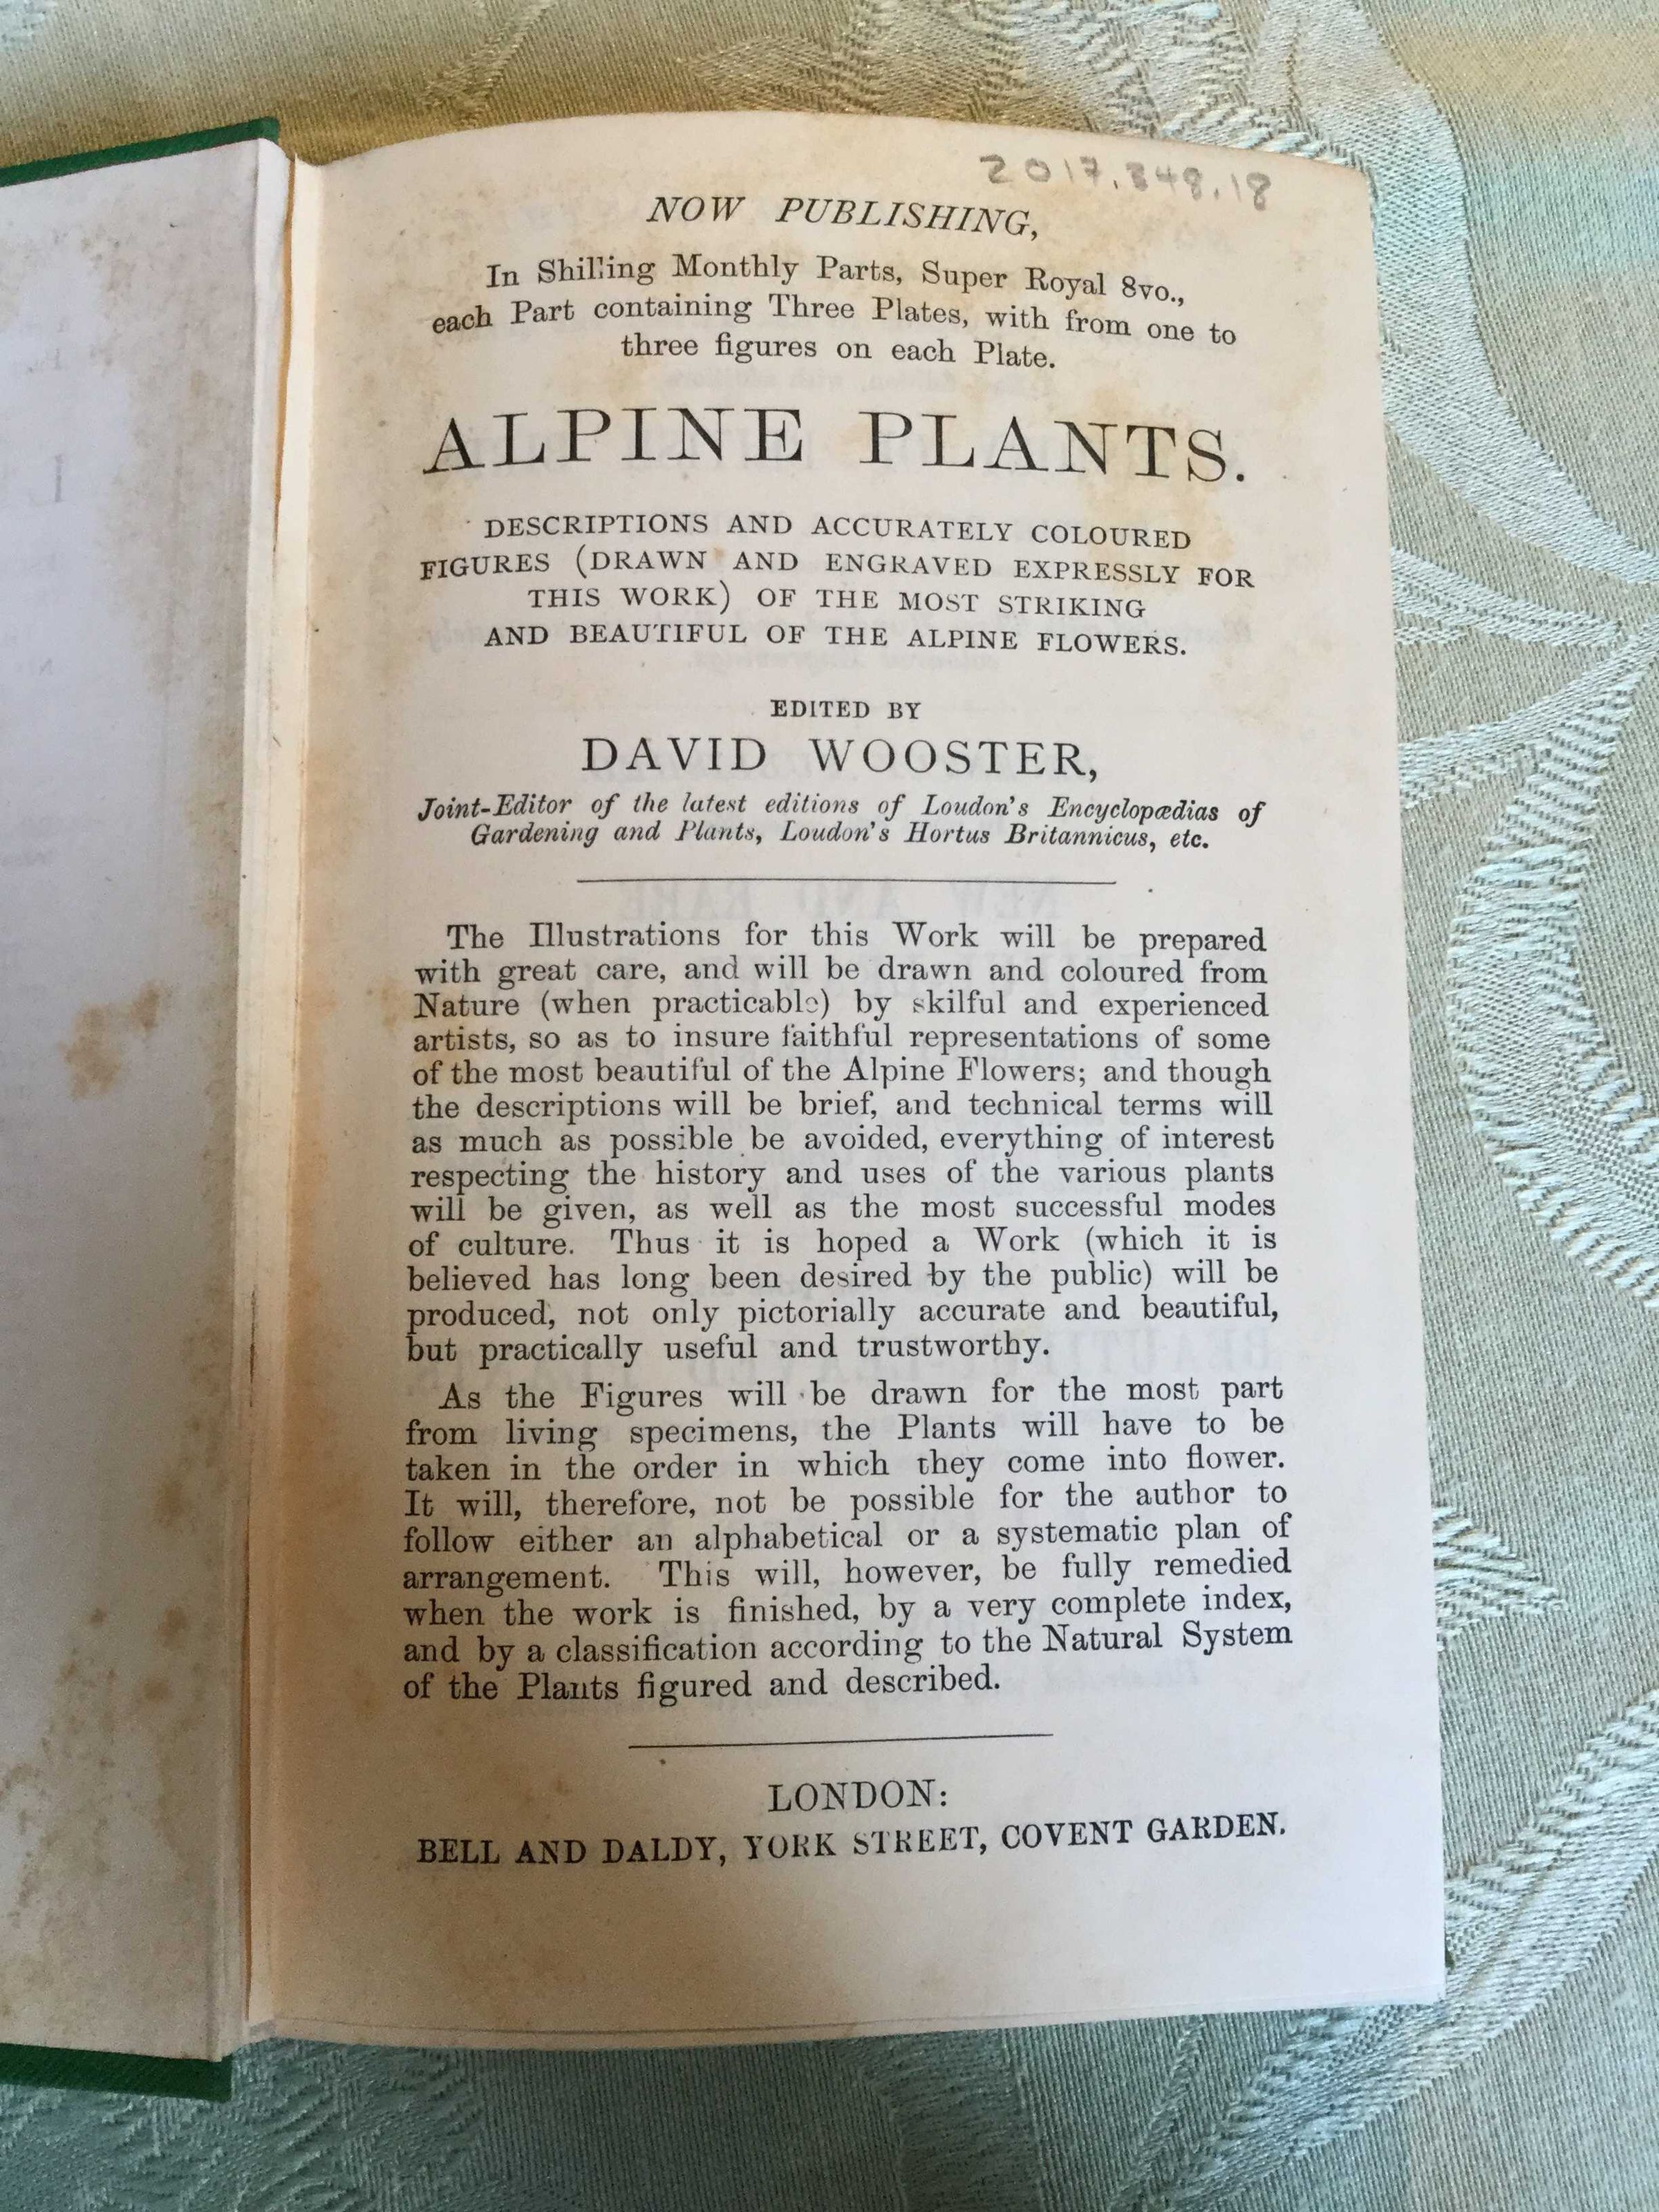 2017.348.18
NOW PUBLISHING,
In Shilling Monthly Parts, Super Royal 8vo.,
each Part containing Three Plates, with from one to
three figures on each Plate.
ALPINE PLANTS.
DESCRIPTIONS AND ACCURATELY COLOURED
FIGURES (DRAWN AND ENGRAVED EXPRESSLY FOR
THIS WORK) OF THE MOST STRIKING
AND BEAUTIFUL OF THE ALPINE FLOWERS.
EDITED BY
DAVID WOOSTER,
Joint-Editor of the latest editions of Loudon's Encyclopædias of
Gardening and Plants, Loudon's Hortus Britannicus, etc.
The Illustrations for this Work will be prepared
with great care, and will be drawn and coloured from
Nature (when practicable) by skilful and experienced
artists, so as to insure faithful representations of some
of the most beautiful of the Alpine Flowers; and though
the descriptions will be brief, and technical terms will
as much as possible be avoided, everything of interest
respecting the history and uses of the various plants
will be given, as well as the most successful modes
of culture. Thus it is hoped a Work (which it is
believed has long been desired by the public) will be
produced, not only pictorially accurate and beautiful,
but practically useful and trustworthy.
As the Figures will be drawn for the most part
from living specimens, the Plants will have to be
taken in the order in which they come into flower.
It will, therefore, not be possible for the author to
follow either an alphabetical or a systematic plan of
arrangement. This will, however, be fully remedied
when the work is finished, by a very complete index,
and by a classification according to the Natural System
of the Plants figured and described.
LONDON:
BELL AND DALDY, YORK STREET, COVENT GARDEN.